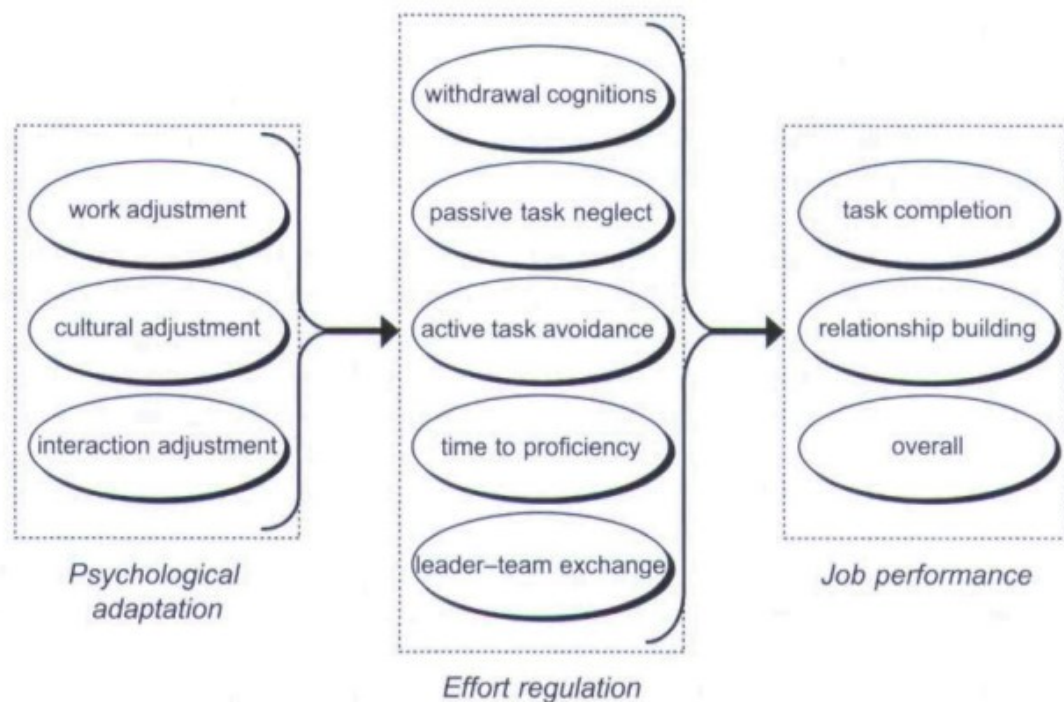 work adjustment
cultural adjustment
interaction adjustment
Psychological
adaptation
withdrawal cognitions
passive task neglect
active task avoidance
time to proficiency
leader–team exchange
Effort regulation
task completion
relationship building
overall
Job performance